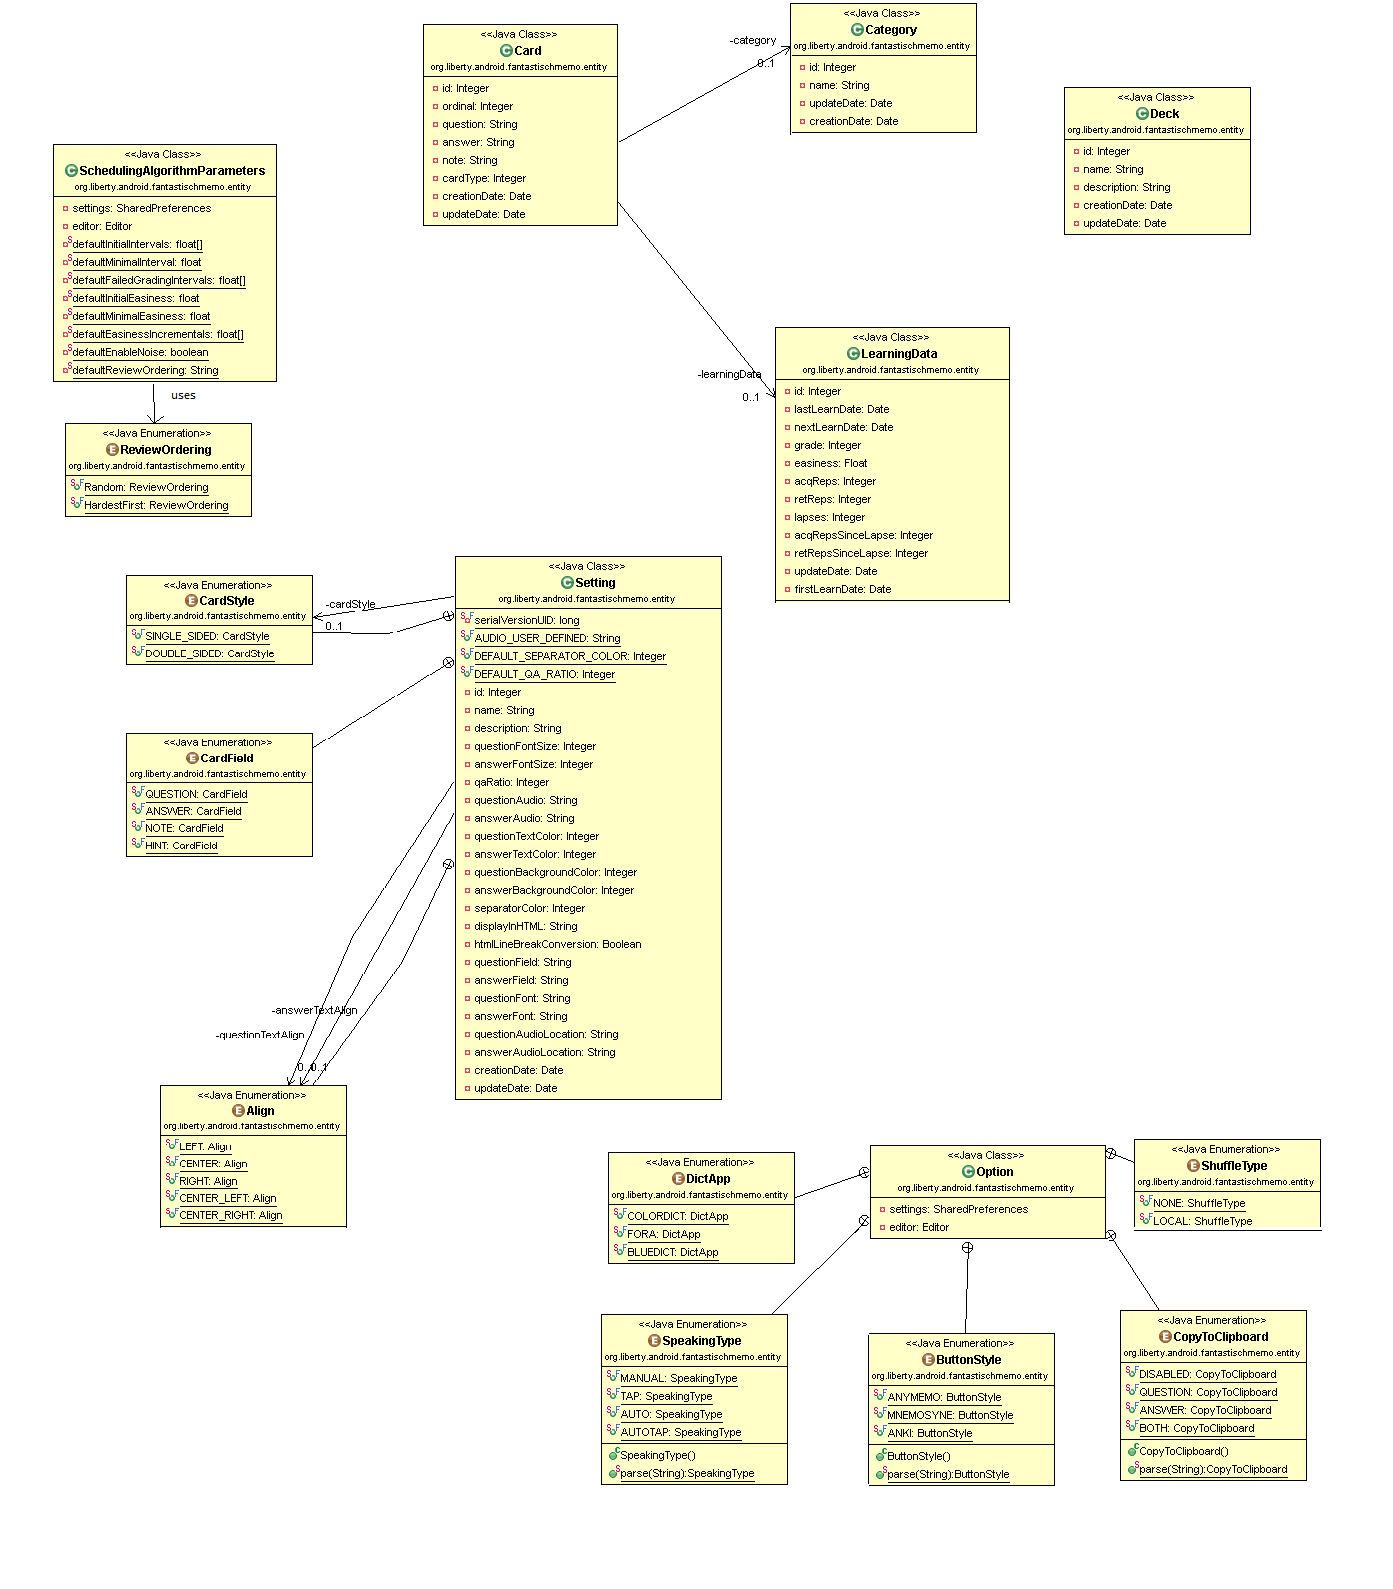 <<Java Class>>
Card
org.liberty.android.fantastischmemo.entity
id: Integer
ordinal: Integer
question: String
answer: String
note: String
cardType: Integer
creationDate: Date
updateDate: Date
-category
0..1
<<Java Class>>
Category
org.liberty.android.fantastischmemo.entity
id: Integer
name: String
updateDate: Date
creationDate: Date
<<Java Class>>
Deck
org.liberty.android.fantastischmemo.entity
id: Integer
name: String
description: String
creationDate: Date
updateDate: Date
<<Java Class>>
SchedulingAlgorithmParameters
org.liberty.android.fantastischmemo.entity
settings: SharedPreferences
editor: Editor
defaultInitialIntervals: float[]
defaultMinimalInterval: float
defaultFailedGradingIntervals: float[]
defaultInitialEasiness: float
defaultMinimalEasiness: float
defaultEasinessIncrementals: float[]
defaultEnableNoise: boolean
defaultReviewOrdering: String
uses
<<Java Enumeration>>
ReviewOrdering
org.liberty.android.fantastischmemo.entity
Random: ReviewOrdering
HardestFirst: ReviewOrdering
-learningData
0..1
<<Java Class>>
LearningData
org.liberty.android.fantastischmemo.entity
id: Integer
lastLearnDate: Date
nextLearnDate: Date
grade: Integer
easiness: Float
acqReps: Integer
retReps: Integer
lapses: Integer
acqRepsSinceLapse: Integer
retRepsSinceLapse: Integer
updateDate: Date
firstLearnDate: Date
<<Java Enumeration>>
CardStyle
org.liberty.android.fantastischmemo.entity
SINGLE_SIDED: CardStyle
DOUBLE_SIDED: CardStyle
-cardStyle
0..1
<<Java Class>>
Setting
org.liberty.android.fantastischmemo.entity
serialVersionUID: long
AUDIO_USER_DEFINED: String
DEFAULT_SEPARATOR_COLOR: Integer
DEFAULT_QA_RATIO: Integer
id: Integer
name: String
description: String
questionFontSize: Integer
answerFontSize: Integer
qaRatio: Integer
questionAudio: String
answerAudio: String
questionTextColor: Integer
answerTextColor: Integer
questionBackgroundColor: Integer
answerBackgroundColor: Integer
separatorColor: Integer
displayInHTML: String
htmlLineBreakConversion: Boolean
questionField: String
answerField: String
questionFont: String
answerFont: String
questionAudioLocation: String
answerAudioLocation: String
creationDate: Date
updateDate: Date
<<Java Enumeration>>
CardField
org.liberty.android.fantastischmemo.entity
QUESTION: CardField
ANSWER: CardField
NOTE: CardField
HINT: CardField
-answerTextAlign
-questionTextAlign
0..1
<<Java Enumeration>>
Align
org.liberty.android.fantastischmemo.entity
LEFT: Align
CENTER: Align
RIGHT: Align
CENTER_LEFT: Align
CENTER_RIGHT: Align
<<Java Enumeration>>
DictApp
org.liberty.android.fantastischmemo.entity
COLORDICT: DictApp
FORA: DictApp
BLUEDICT: DictApp
<<Java Class>>
Option
org.liberty.android.fantastischmemo.entity
settings: SharedPreferences
editor: Editor
<<Java Enumeration>>
ShuffleType
org.liberty.android.fantastischmemo.entity
NONE: ShuffleType
LOCAL: ShuffleType
<<Java Enumeration>>
SpeakingType
org.liberty.android.fantastischmemo.entity
MANUAL: SpeakingType
TAP: SpeakingType
AUTO: SpeakingType
AUTOTAP: SpeakingType
SpeakingType()
parse(String):SpeakingType
<<Java Enumeration>>
ButtonStyle
org.liberty.android.fantastischmemo.entity
ANYMEMO: ButtonStyle
MNEMOSYNE: ButtonStyle
ANKI: ButtonStyle
ButtonStyle()
parse(String):ButtonStyle
<<Java Enumeration>>
CopyToClipboard
org.liberty.android.fantastischmemo.entity
DISABLED: CopyToClipboard
QUESTION: CopyToClipboard
ANSWER: CopyToClipboard
BOTH: CopyToClipboard
CopyToClipboard()
parse(String):CopyToClipboard